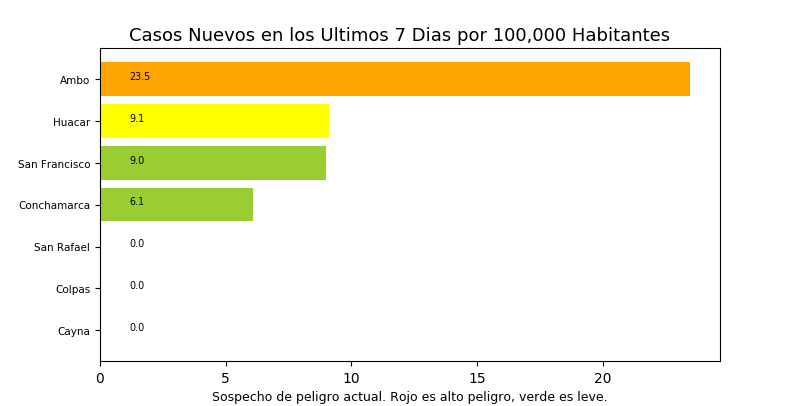 Casos Nuevos en los Ultimos 7 Dias por 100,000 Habitantes
Ambo 23.5
Huacar 9.1
San Francisco 9.0
Conchamarca 6.1
San Rafael 0.0
Colpas 0.0
Cayna 0.0
0 5 10 15 20
Sospecho de peligro actual. Rojo es alto peligro, verde es leve.